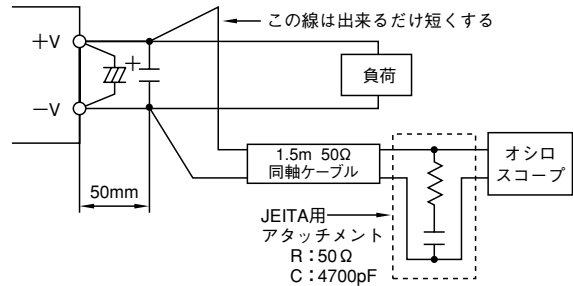 この線は出来るだけ短くする
+V
+
−V
負荷
50mm
1.5m 50Ω
同軸ケーブル
オシロ
スコープ
JEITA用
アタッチメント
R：50Ω
C：4700pF